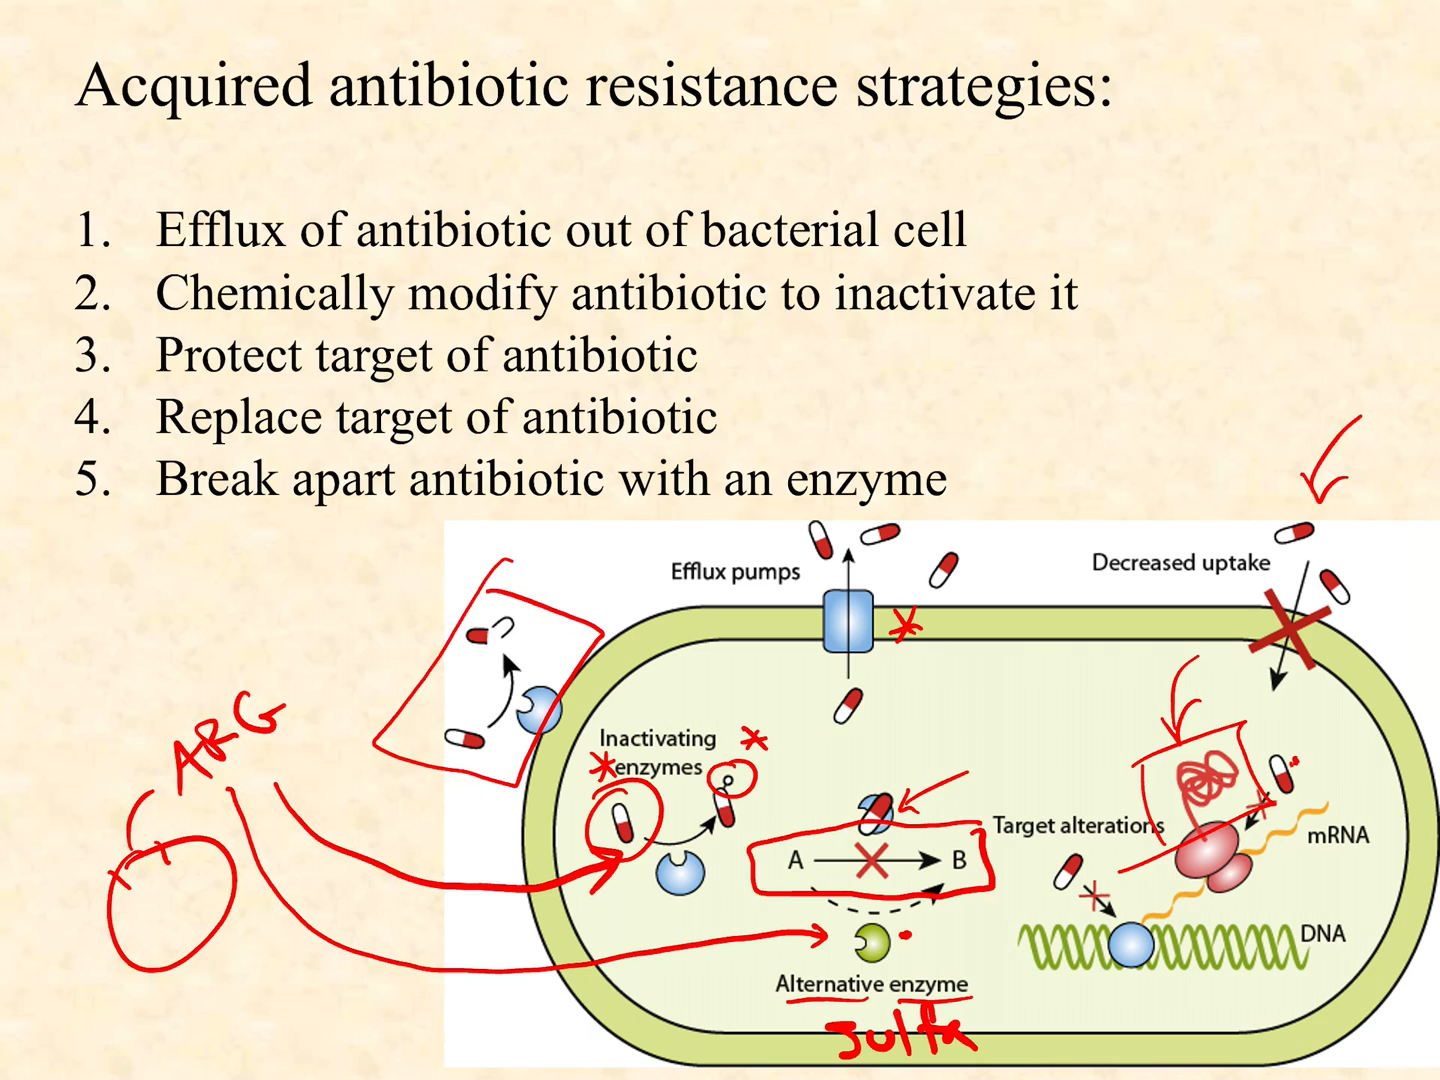 Acquired antibiotic resistance strategies:
1. Efflux of antibiotic out of bacterial cell
2. Chemically modify antibiotic to inactivate it
3. Protect target of antibiotic
4. Replace target of antibiotic
5. Break apart antibiotic with an enzyme
Efflux pumps
Decreased uptake
ARG
Inactivating
enzymes
Target alterations
mRNA
A
B
DNA
Alternative enzyme
sulfa